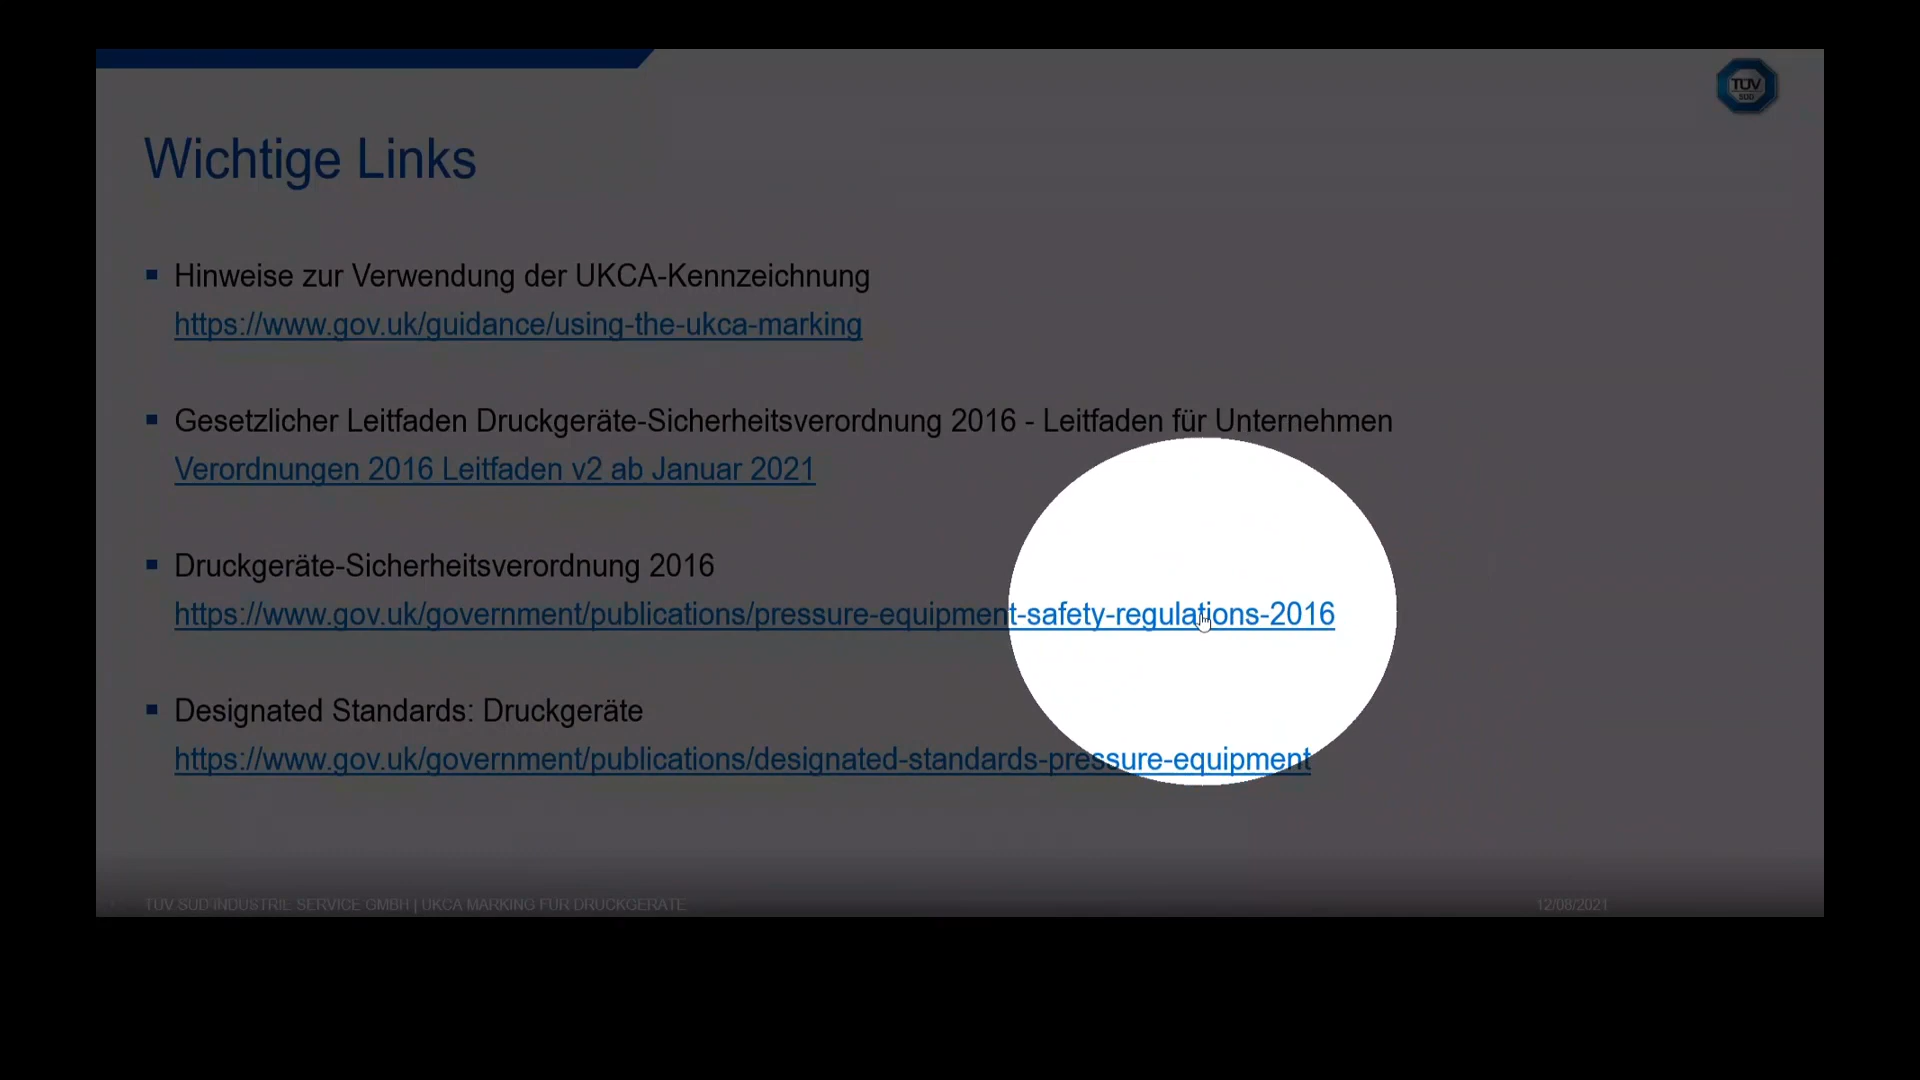 TÜV
SÜD
Wichtige Links
Hinweise zur Verwendung der UKCA-Kennzeichnung
https://www.gov.uk/guidance/using-the-ukca-marking
Gesetzlicher Leitfaden Druckgeräte-Sicherheitsverordnung 2016 - Leitfaden für Unternehmen
Verordnungen 2016 Leitfaden v2 ab Januar 2021
Druckgeräte-Sicherheitsverordnung 2016
https://www.gov.uk/government/publications/pressure-equipment-safety-regulations-2016
Designated Standards: Druckgeräte
https://www.gov.uk/government/publications/designated-standards-pressure-equipment
TÜV SÜD INDUSTRIE SERVICE GMBH | UKCA MARKING FÜR DRUCKGERÄTE
12/08/2021